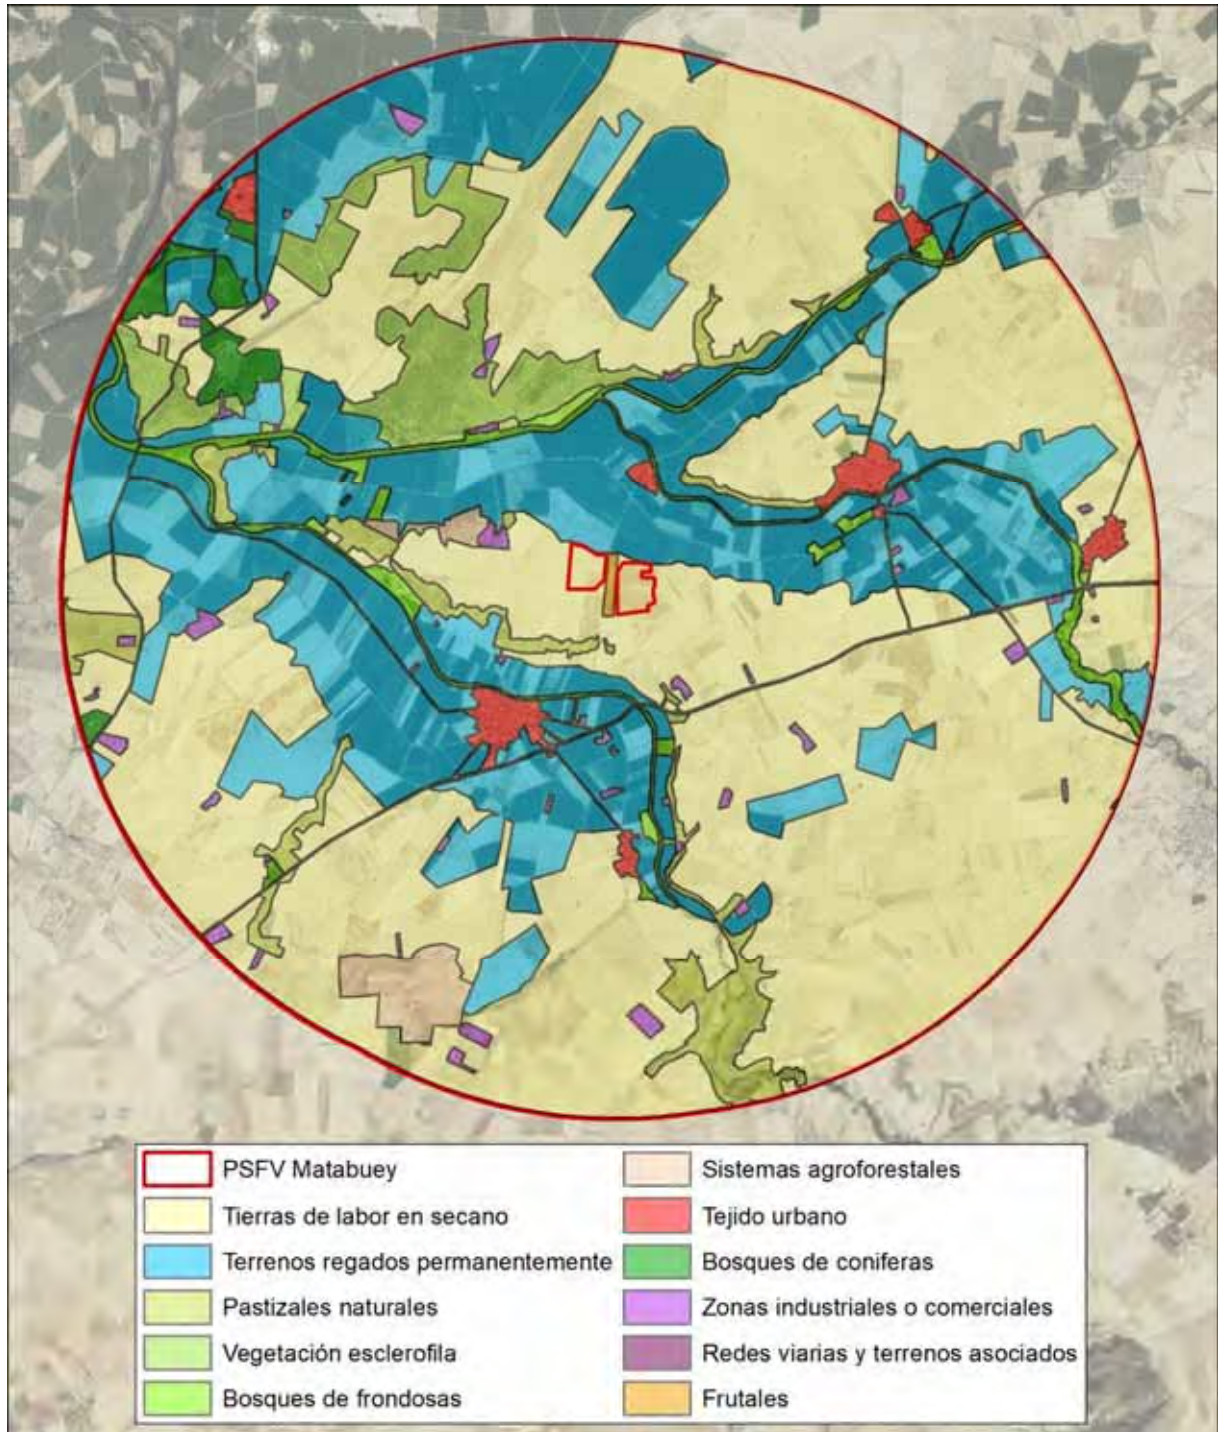 PSFV Matabuey
Tierras de labor en secano
Terrenos regados permanentemente
Pastizales naturales
Vegetación esclerofila
Bosques de frondosas
Sistemas agroforestales
Tejido urbano
Bosques de coniferas
Zonas industriales o comerciales
Redes viarias y terrenos asociados
Frutales